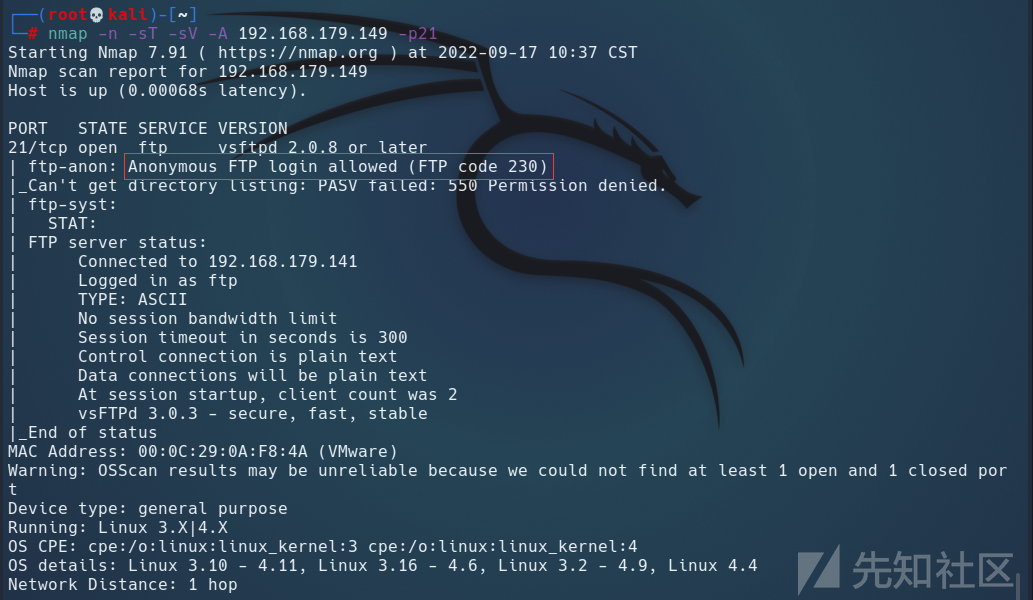 ┌──(root💀kali)-[~]
└─# nmap -n -sT -sV -A 192.168.179.149 -p21
Starting Nmap 7.91 ( https://nmap.org ) at 2022-09-17 10:37 CST
Nmap scan report for 192.168.179.149
Host is up (0.00068s latency).
PORT   STATE SERVICE VERSION
21/tcp open  ftp     vsftpd 2.0.8 or later
| ftp-anon: Anonymous FTP login allowed (FTP code 230)
|_Can't get directory listing: PASV failed: 550 Permission denied.
| ftp-syst:
|   STAT:
| FTP server status:
|      Connected to 192.168.179.141
|      Logged in as ftp
|      TYPE: ASCII
|      No session bandwidth limit
|      Session timeout in seconds is 300
|      Control connection is plain text
|      Data connections will be plain text
|      At session startup, client count was 2
|      vsFTPd 3.0.3 - secure, fast, stable
|_End of status
MAC Address: 00:0C:29:0A:F8:4A (VMware)
Warning: OSScan results may be unreliable because we could not find at least 1 open and 1 closed por
t
Device type: general purpose
Running: Linux 3.X|4.X
OS CPE: cpe:/o:linux:linux_kernel:3 cpe:/o:linux:linux_kernel:4
OS details: Linux 3.10 - 4.11, Linux 3.16 - 4.6, Linux 3.2 - 4.9, Linux 4.4
Network Distance: 1 hop
先知社区